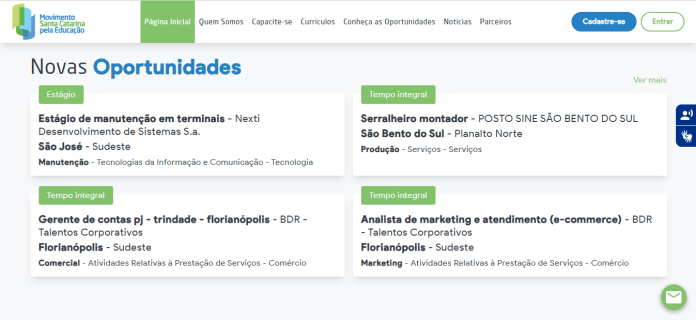 Movimento
Santa Catarina
pela Educação
Página Inicial Quem Somos Capacite-se Currículos Conheça as Oportunidades Notícias Parceiros Cadastre-se Entrar
Novas Oportunidades
Ver mais
Estágio
Estágio de manutenção em terminais - Nexti
Desenvolvimento de Sistemas S.a.
São José - Sudeste
Manutenção - Tecnologias da Informação e Comunicação - Tecnologia
Tempo integral
Serralheiro montador - POSTO SINE SÃO BENTO DO SUL
São Bento do Sul - Planalto Norte
Produção - Serviços - Serviços
Tempo integral
Gerente de contas pj - trindade - florianópolis - BDR -
Talentos Corporativos
Florianópolis - Sudeste
Comercial - Atividades Relativas à Prestação de Serviços - Comércio
Tempo integral
Analista de marketing e atendimento (e-commerce) - BDR
- Talentos Corporativos
Florianópolis - Sudeste
Marketing - Atividades Relativas à Prestação de Serviços - Comércio